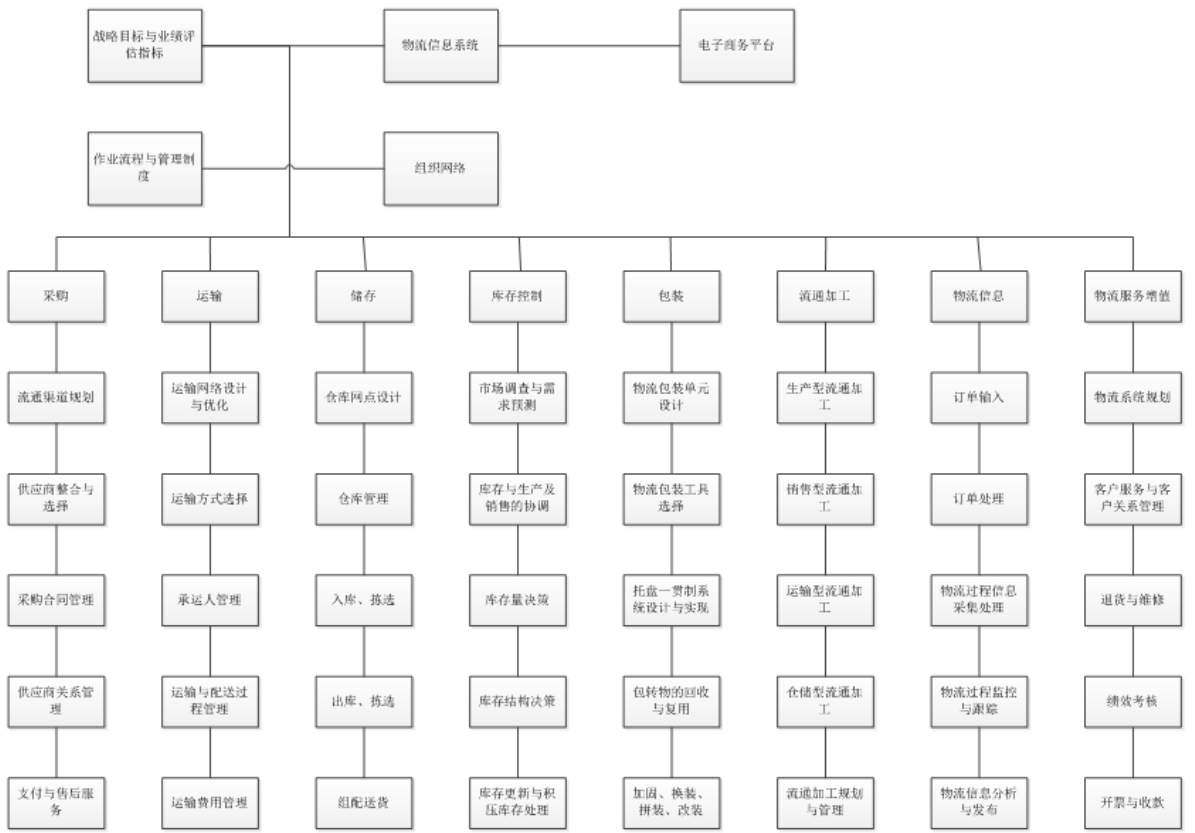 战略目标与业绩评
估指标
物流信息系统
电子商务平台
作业流程与管理制
度
组织网络
采购
运输
储存
库存控制
包装
流通加工
物流信息
物流服务增值
流通渠道规划
运输网络设计
与优化
仓库网点设计
市场调查与需
求预测
物流包装单元
设计
生产型流通加
工
订单输入
物流系统规划
供应商整合与
选择
运输方式选择
仓库管理
库存与生产及
销售的协调
物流包装工具
选择
销售型流通加
工
订单处理
客户服务与客
户关系管理
采购合同管理
承运人管理
入库、拣选
库存量决策
托盘一贯制系
统设计与实现
运输型流通加
工
物流过程信息
采集处理
退货与维修
供应商关系管
理
运输与配送过
程管理
出库、拣选
库存结构决策
包转物的回收
与复用
仓储型流通加
工
物流过程监控
与跟踪
绩效考核
支付与售后服
务
运输费用管理
组配送货
库存更新与积
压库存处理
加固、换装、
拼装、改装
流通加工规划
与管理
物流信息分析
与发布
开票与收款